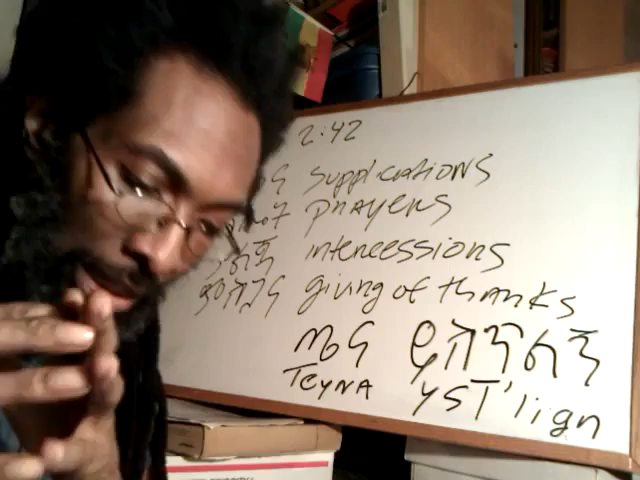 2:42
supplications
prayers
intercessions
giving of thanks
ጤና ይስጥልኝ
TeyNA YST'lign